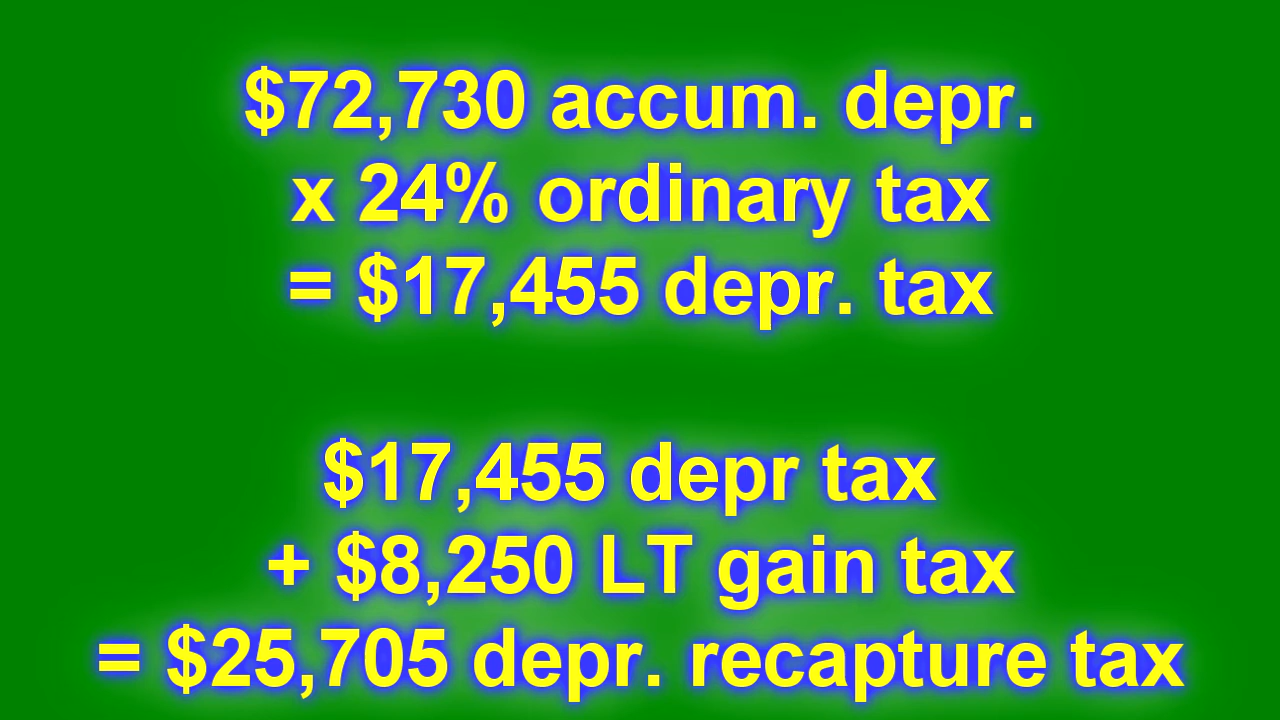 $72,730 accum. depr.
x 24% ordinary tax
= $17,455 depr. tax
$17,455 depr tax
+ $8,250 LT gain tax
= $25,705 depr. recapture tax